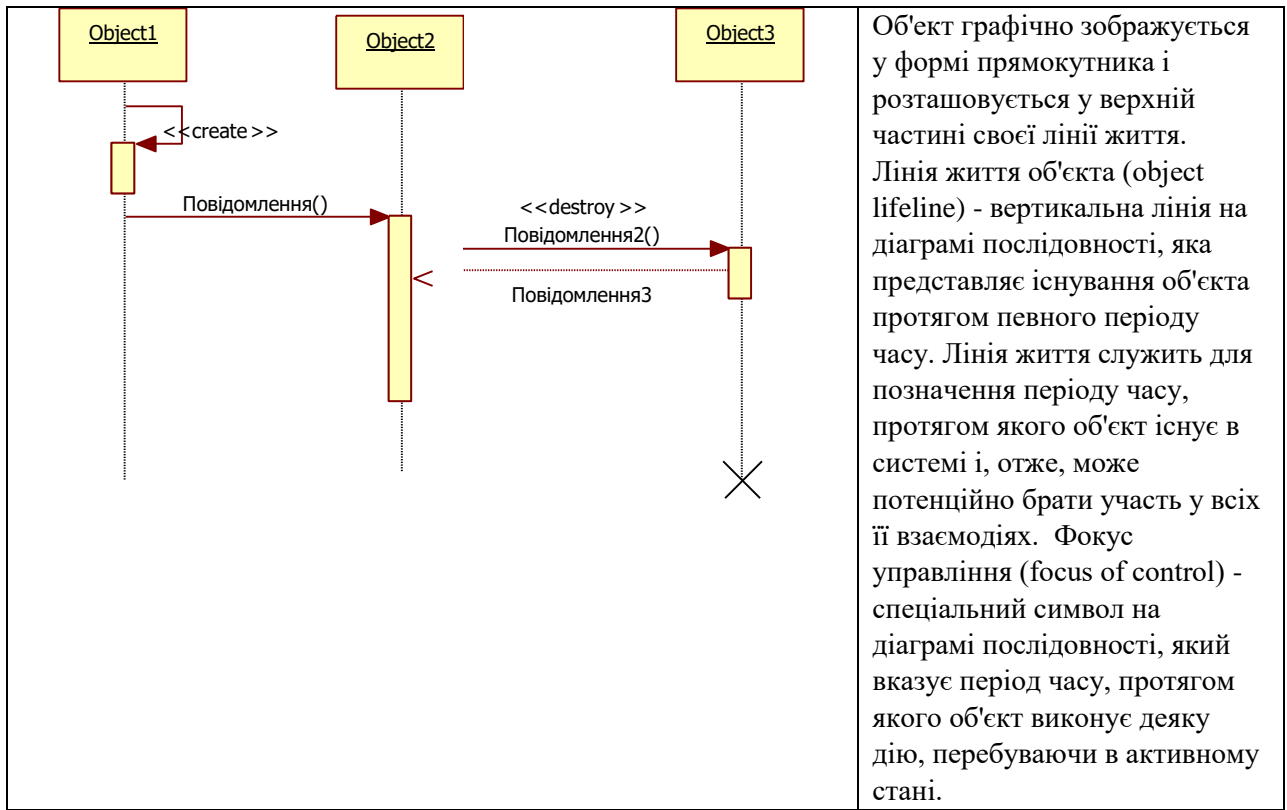 Object1
Object2
Object3
<<create>>
Повідомлення()
<<destroy>>
Повідомлення2()
Повідомлення3
Об'ект графічно зображується
у формі прямокутника і
розташовується у верхній
частині своєї лінії життя.
Лінія життя об'єкта (object
lifeline) - вертикальна лінія на
діаграмі послідовності, яка
представляє існування об'єкта
протягом певного періоду
часу. Лінія життя служить для
позначення періоду часу,
протягом якого об'єкт існує в
системі і, отже, може
потенційно брати участь у всіх
її взаємодіях. Фокус
управління (focus of control) -
спеціальний символ на
діаграмі послідовності, який
вказує період часу, протягом
якого об'єкт виконує деяку
дію, перебуваючи в активному
стані.